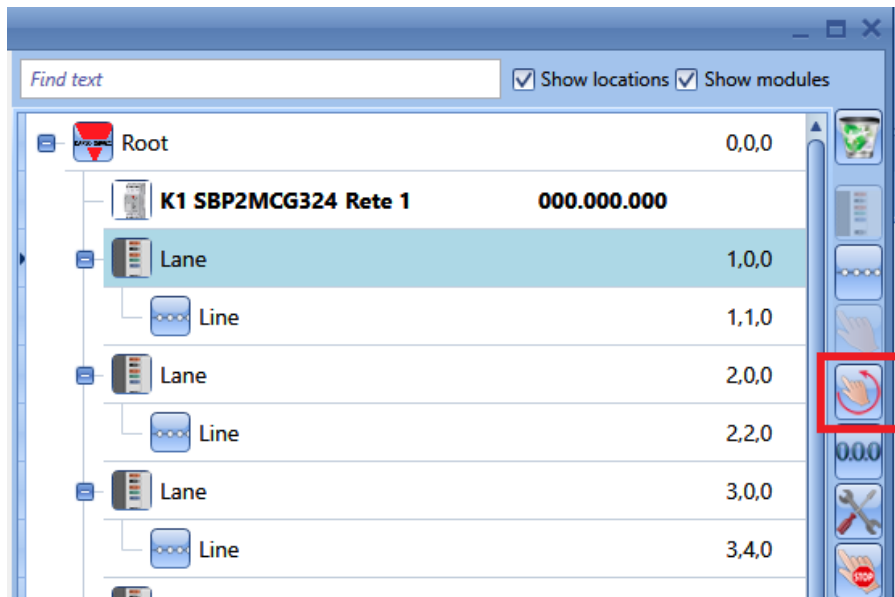 Find text
Show locations Show modules
Root 0,0,0
K1 SBP2MCG324 Rete 1 000.000.000
Lane 1,0,0
Line 1,1,0
Lane 2,0,0
Line 2,2,0
0.0.0
Lane 3,0,0
Line 3,4,0
STOP